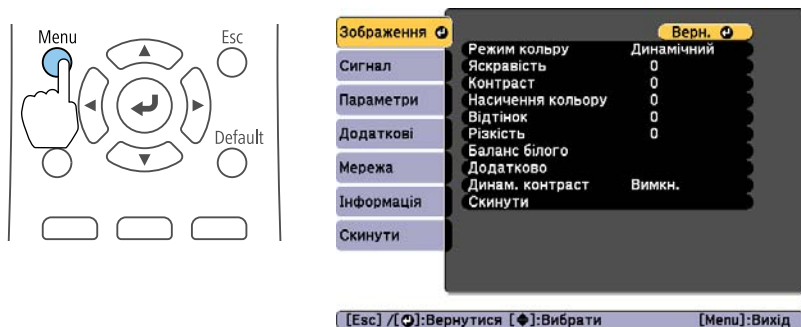 Menu
Esc
Default
Зображення
Сигнал
Параметри
Додаткові
Мережа
Інформація
Скинути
Верн.
Режим кольру Динамічний
Яскравість 0
Контраст 0
Насичення кольору 0
Відтінок 0
Різкість 0
Баланс білого
Додатково
Динам. контраст Вимкн.
Скинути
[Esc] /[ ]:Вернутися [ ]:Вибрати [Menu]:Вихід